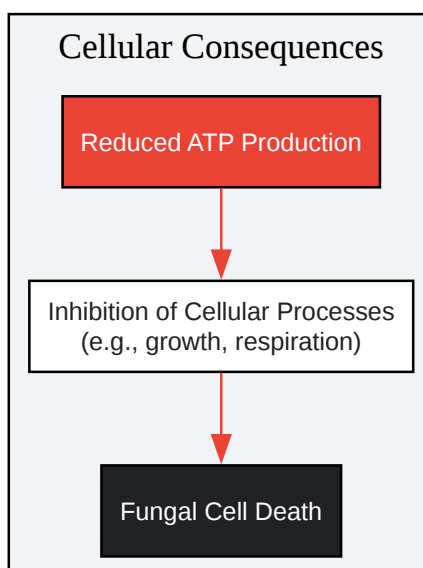 Cellular Consequences
Reduced ATP Production
Inhibition of Cellular Processes
(e.g., growth, respiration)
Fungal Cell Death